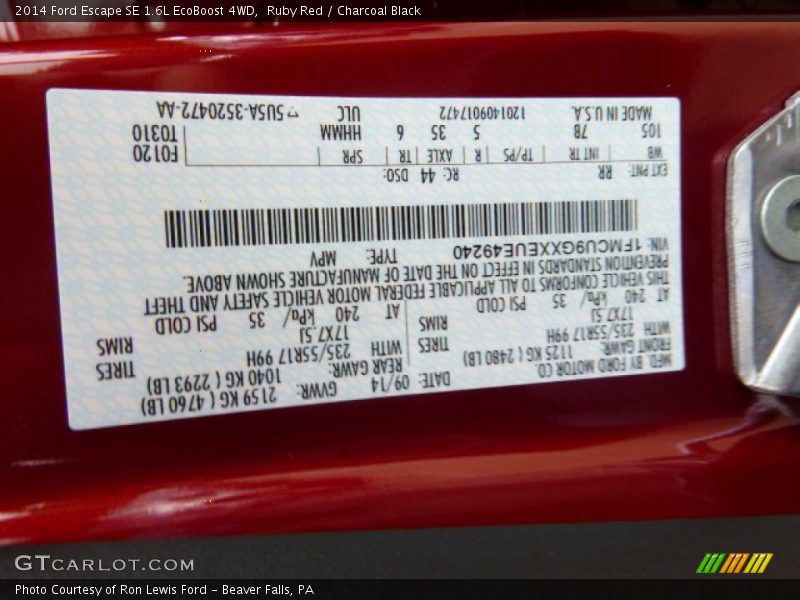 2014 Ford Escape SE 1.6L EcoBoost 4WD, Ruby Red / Charcoal Black
MFD. BY FORD MOTOR CO.
DATE: 09/14 GVWR: 2159 KG ( 4760 LB)
FRONT GAWR: 1125 KG ( 2480 LB) REAR GAWR: 1040 KG ( 2293 LB)
WITH 235/55R17 99H TIRES WITH 235/55R17 99H TIRES
17X7.5J RIMS 17X7.5J RIMS
AT 240 kPa/ 35 PSI COLD AT 240 kPa/ 35 PSI COLD
THIS VEHICLE CONFORMS TO ALL APPLICABLE FEDERAL MOTOR VEHICLE SAFETY AND THEFT
PREVENTION STANDARDS IN EFFECT ON THE DATE OF MANUFACTURE SHOWN ABOVE.
VIN: 1FMCU9GXXEUE49240 TYPE: MPV
EXT PNT: RR RC: 44 DSO:
WB INT TR TP/PS R AXLE TR SPR F0120
105 78 5 35 6 HHMM T0310
MADE IN U.S.A. 120140901747​2 ULC 5U5A-3520472-AA
GTCARLOT.COM
Photo Courtesy of Ron Lewis Ford - Beaver Falls, PA